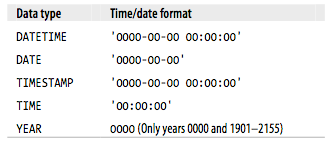 Data type Time/date format
DATETIME '0000-00-00 00:00:00'
DATE '0000-00-00'
TIMESTAMP '0000-00-00 00:00:00'
TIME '00:00:00'
YEAR 0000 (Only years 0000 and 1901–2155)